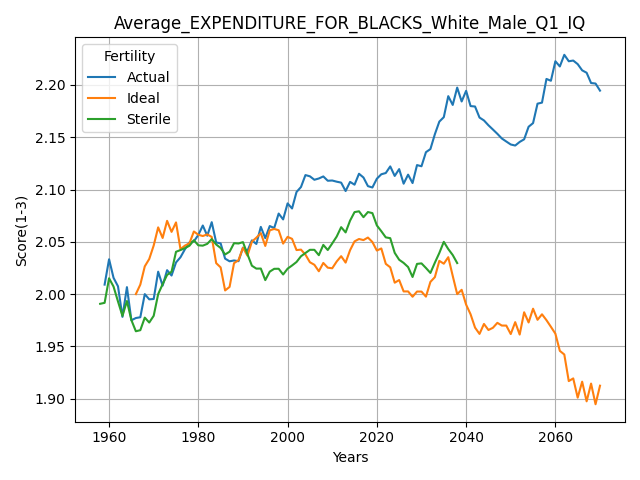 Average_EXPENDITURE_FOR_BLACKS_White_Male_Q1_IQ
Fertility
Actual
Ideal
Sterile
Score(1-3)
2.20
2.15
2.10
2.05
2.00
1.95
1.90
1960
1980
2000
2020
2040
2060
Years